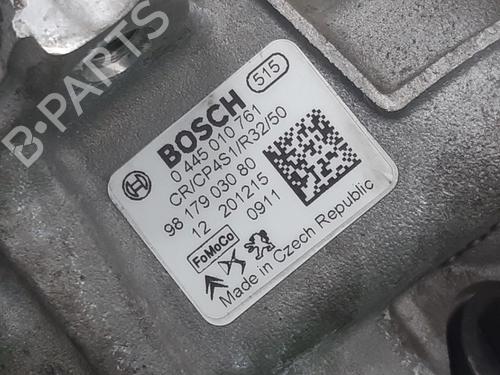 B-PARTS
515
BOSCH
0 445 010 761
CR/CP4S1/R32/50
98 179 030 80
12 201215 0911
FoMoCo
Made in Czech Republic